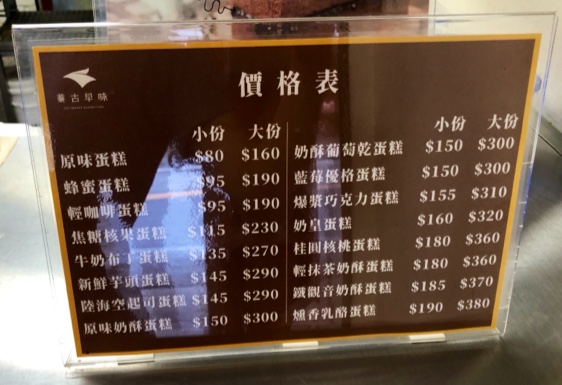 古早味
價格表
小份 大份
原味蛋糕 $80 $160
蜂蜜蛋糕 $95 $190
輕咖啡蛋糕 $95 $190
焦糖核果蛋糕 $115 $230
牛奶布丁蛋糕 $135 $270
新鮮芋頭蛋糕 $145 $290
陸海空起司蛋糕 $145 $290
原味奶酥蛋糕 $150 $300
小份 大份
奶酥葡萄乾蛋糕 $150 $300
藍莓優格蛋糕 $150 $300
爆漿巧克力蛋糕 $155 $310
奶皇蛋糕 $160 $320
桂圓核桃蛋糕 $180 $360
輕抹茶奶酥蛋糕 $180 $360
鐵觀音奶酥蛋糕 $185 $370
燻香乳酪蛋糕 $190 $380